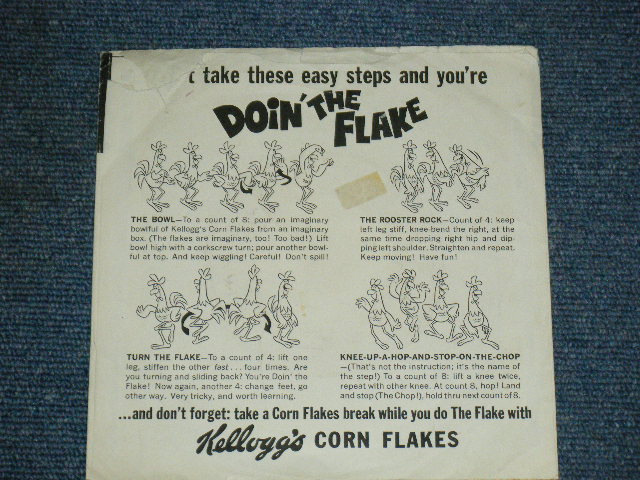 t take these easy steps and you're
DOiN' THE
FLAKE
THE BOWL—To a count of 8: pour an imaginary
bowlful of Kellogg's Corn Flakes from an imaginary
box. (The flakes are imaginary, too! Too bad!) Lift
bowl high with a corkscrew turn; pour another bowl-
ful at top. And keep wiggling! Careful! Don't spill!
THE ROOSTER ROCK—Count of 4: keep
left leg stiff, knee-bend the right, at the
same time dropping right hip and dip-
ping left shoulder. Straighten and repeat.
Keep moving! Have fun!
TURN THE FLAKE—To a count of 4: lift one
leg, stiffen the other fast... four times. Are
you turning and sliding back? You're Doin' the
Flake! Now again, another 4: change feet, go
other way. Very tricky, and worth learning.
KNEE-UP-A-HOP-AND-STOP-ON-THE-CHOP
—(That's not the instruction; it's the name of
the step!) To a count of 8: lift a knee twice,
repeat with other knee. At count 8, hop! Land
and stop (The Chop!), hold thru next count of 8.
...and don't forget: take a Corn Flakes break while you do The Flake with
Kellogg's CORN FLAKES